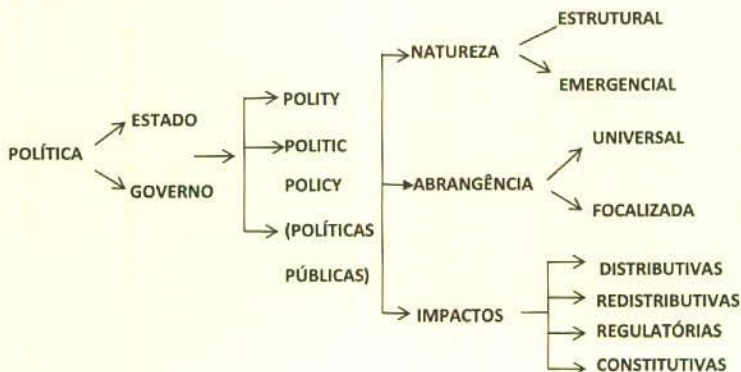 POLÍTICA
ESTADO
GOVERNO
POLITY
POLITIC
POLICY
(POLÍTICAS
PÚBLICAS)
NATUREZA
ESTRUTURAL
EMERGENCIAL
ABRANGÊNCIA
UNIVERSAL
FOCALIZADA
IMPACTOS
DISTRIBUTIVAS
REDISTRIBUTIVAS
REGULATÓRIAS
CONSTITUTIVAS